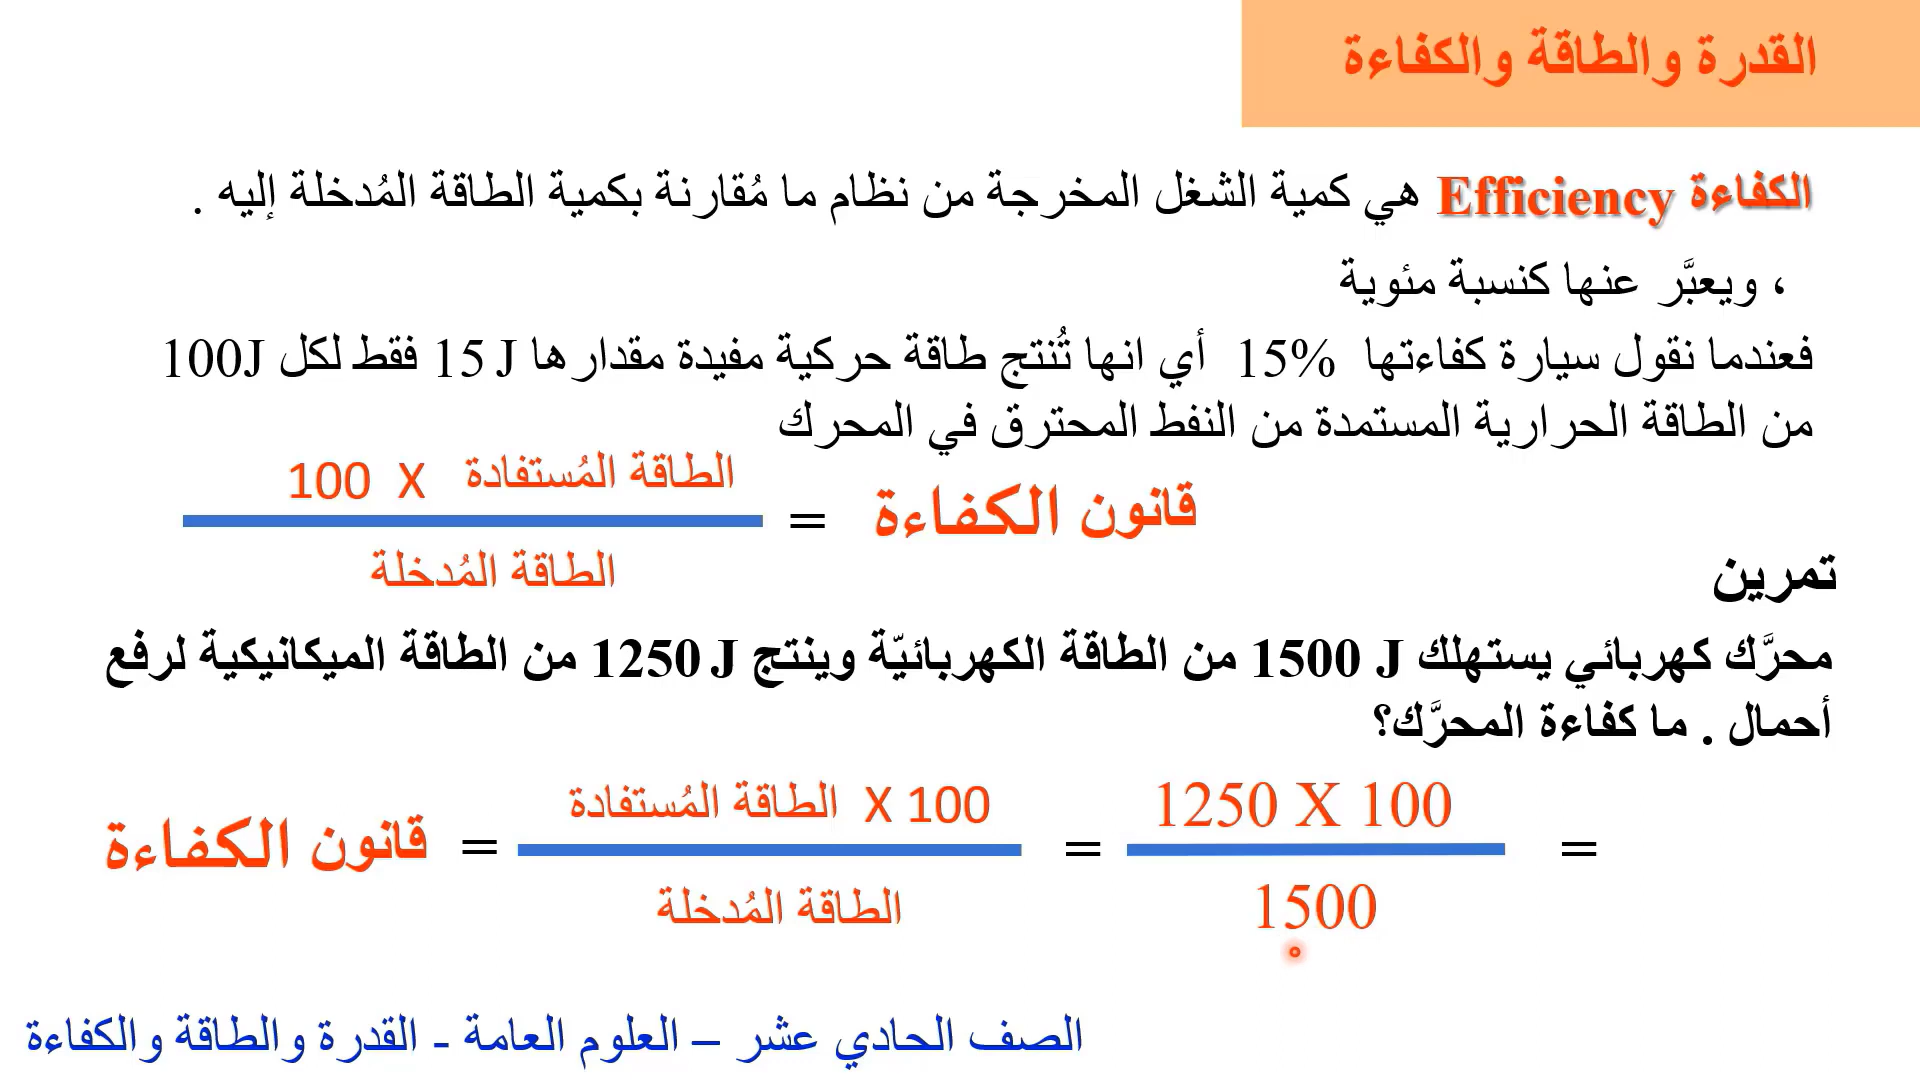 القدرة والطاقة والكفاءة
الكفاءة Efficiency هي كمية الشغل المخرجة من نظام ما مُقارنة بكمية الطاقة المُدخلة إليه .
، ويعبَّر عنها كنسبة مئوية
فعندما نقول سيارة كفاءتها 15% أي انها تُنتج طاقة حركية مفيدة مقدارها 15 J فقط لكل 100J
من الطاقة الحرارية المستمدة من النفط المحترق في المحرك
الطاقة المُستفادة X 100
قانون الكفاءة =
الطاقة المُدخلة
تمرين
محرَّك كهربائي يستهلك 1500 J من الطاقة الكهربائيّة وينتج 1250 J من الطاقة الميكانيكية لرفع
أحمال . ما كفاءة المحرَّك؟
الطاقة المُستفادة X 100
1250 X 100
قانون الكفاءة = = =
الطاقة المُدخلة
1500
الصف الحادي عشر – العلوم العامة - القدرة والطاقة والكفاءة